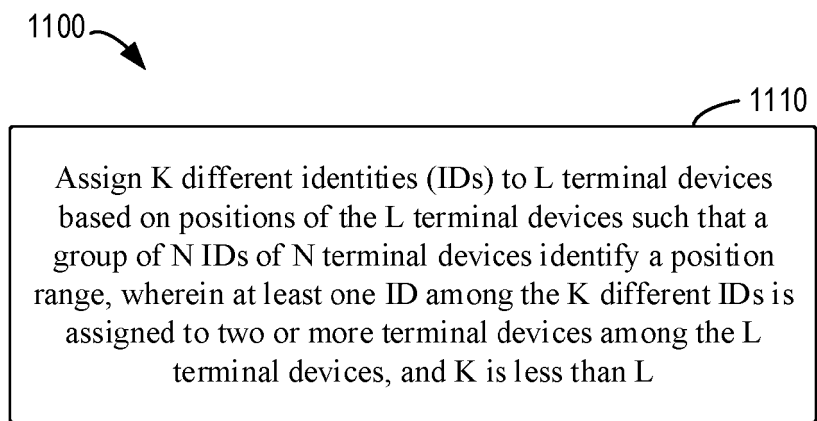 1100
1110
Assign K different identities (IDs) to L terminal devices
based on positions of the L terminal devices such that a
group of N IDs of N terminal devices identify a position
range, wherein at least one ID among the K different IDs is
assigned to two or more terminal devices among the L
terminal devices, and K is less than L